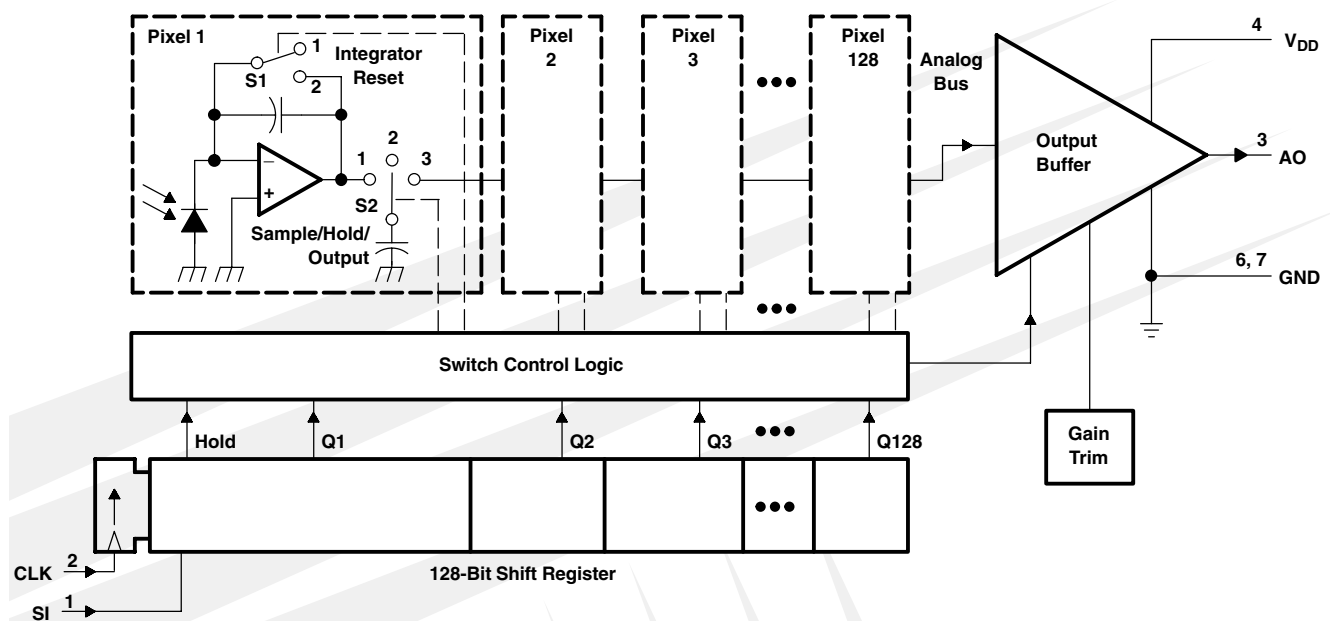 Pixel 1
1
Integrator
Reset
S1
2
−
+
1
2
3
S2
Sample/Hold/
Output
Pixel
2
Pixel
3
Pixel
128
Analog
Bus
Output
Buffer
4
VDD
3
AO
6, 7
GND
Switch Control Logic
Gain
Trim
Hold
Q1
Q2
Q3
Q128
CLK
2
128-Bit Shift Register
SI
1